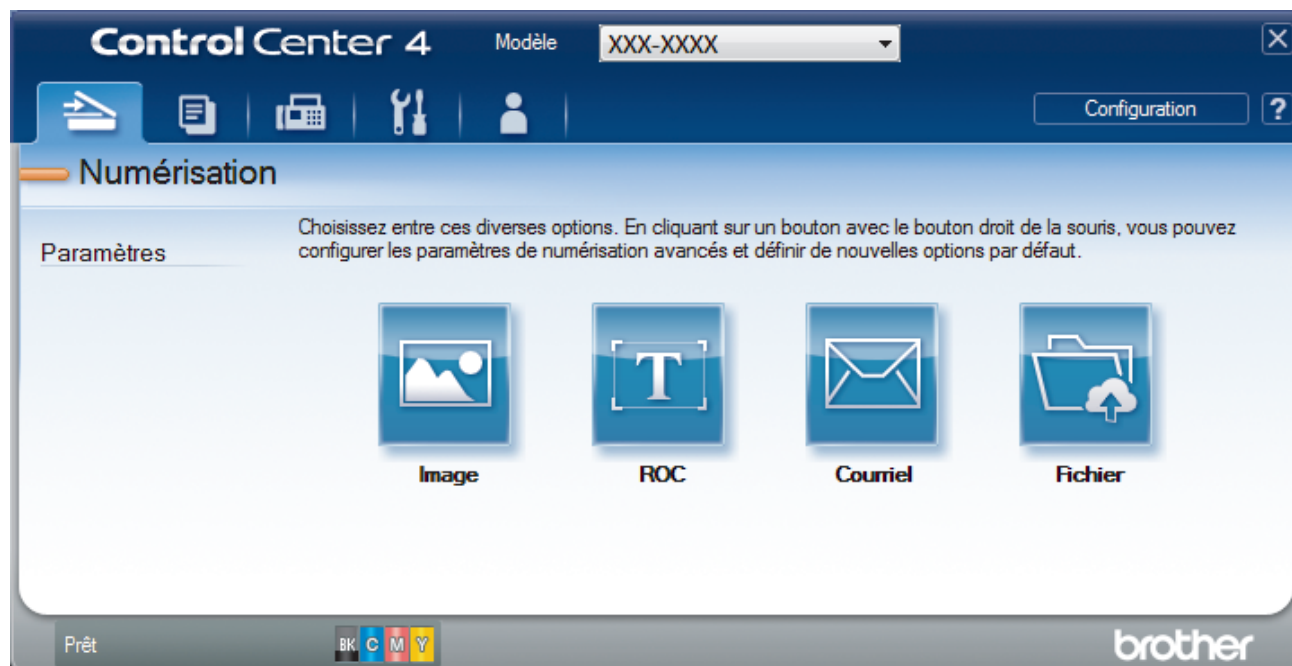 ControlCenter 4
Modèle
XXX-XXXX
Configuration
?
Numérisation
Paramètres
Choisissez entre ces diverses options. En cliquant sur un bouton avec le bouton droit de la souris, vous pouvez
configurer les paramètres de numérisation avancés et définir de nouvelles options par défaut.
T
Image
ROC
Courriel
Fichier
Prêt
BK C M Y
brother